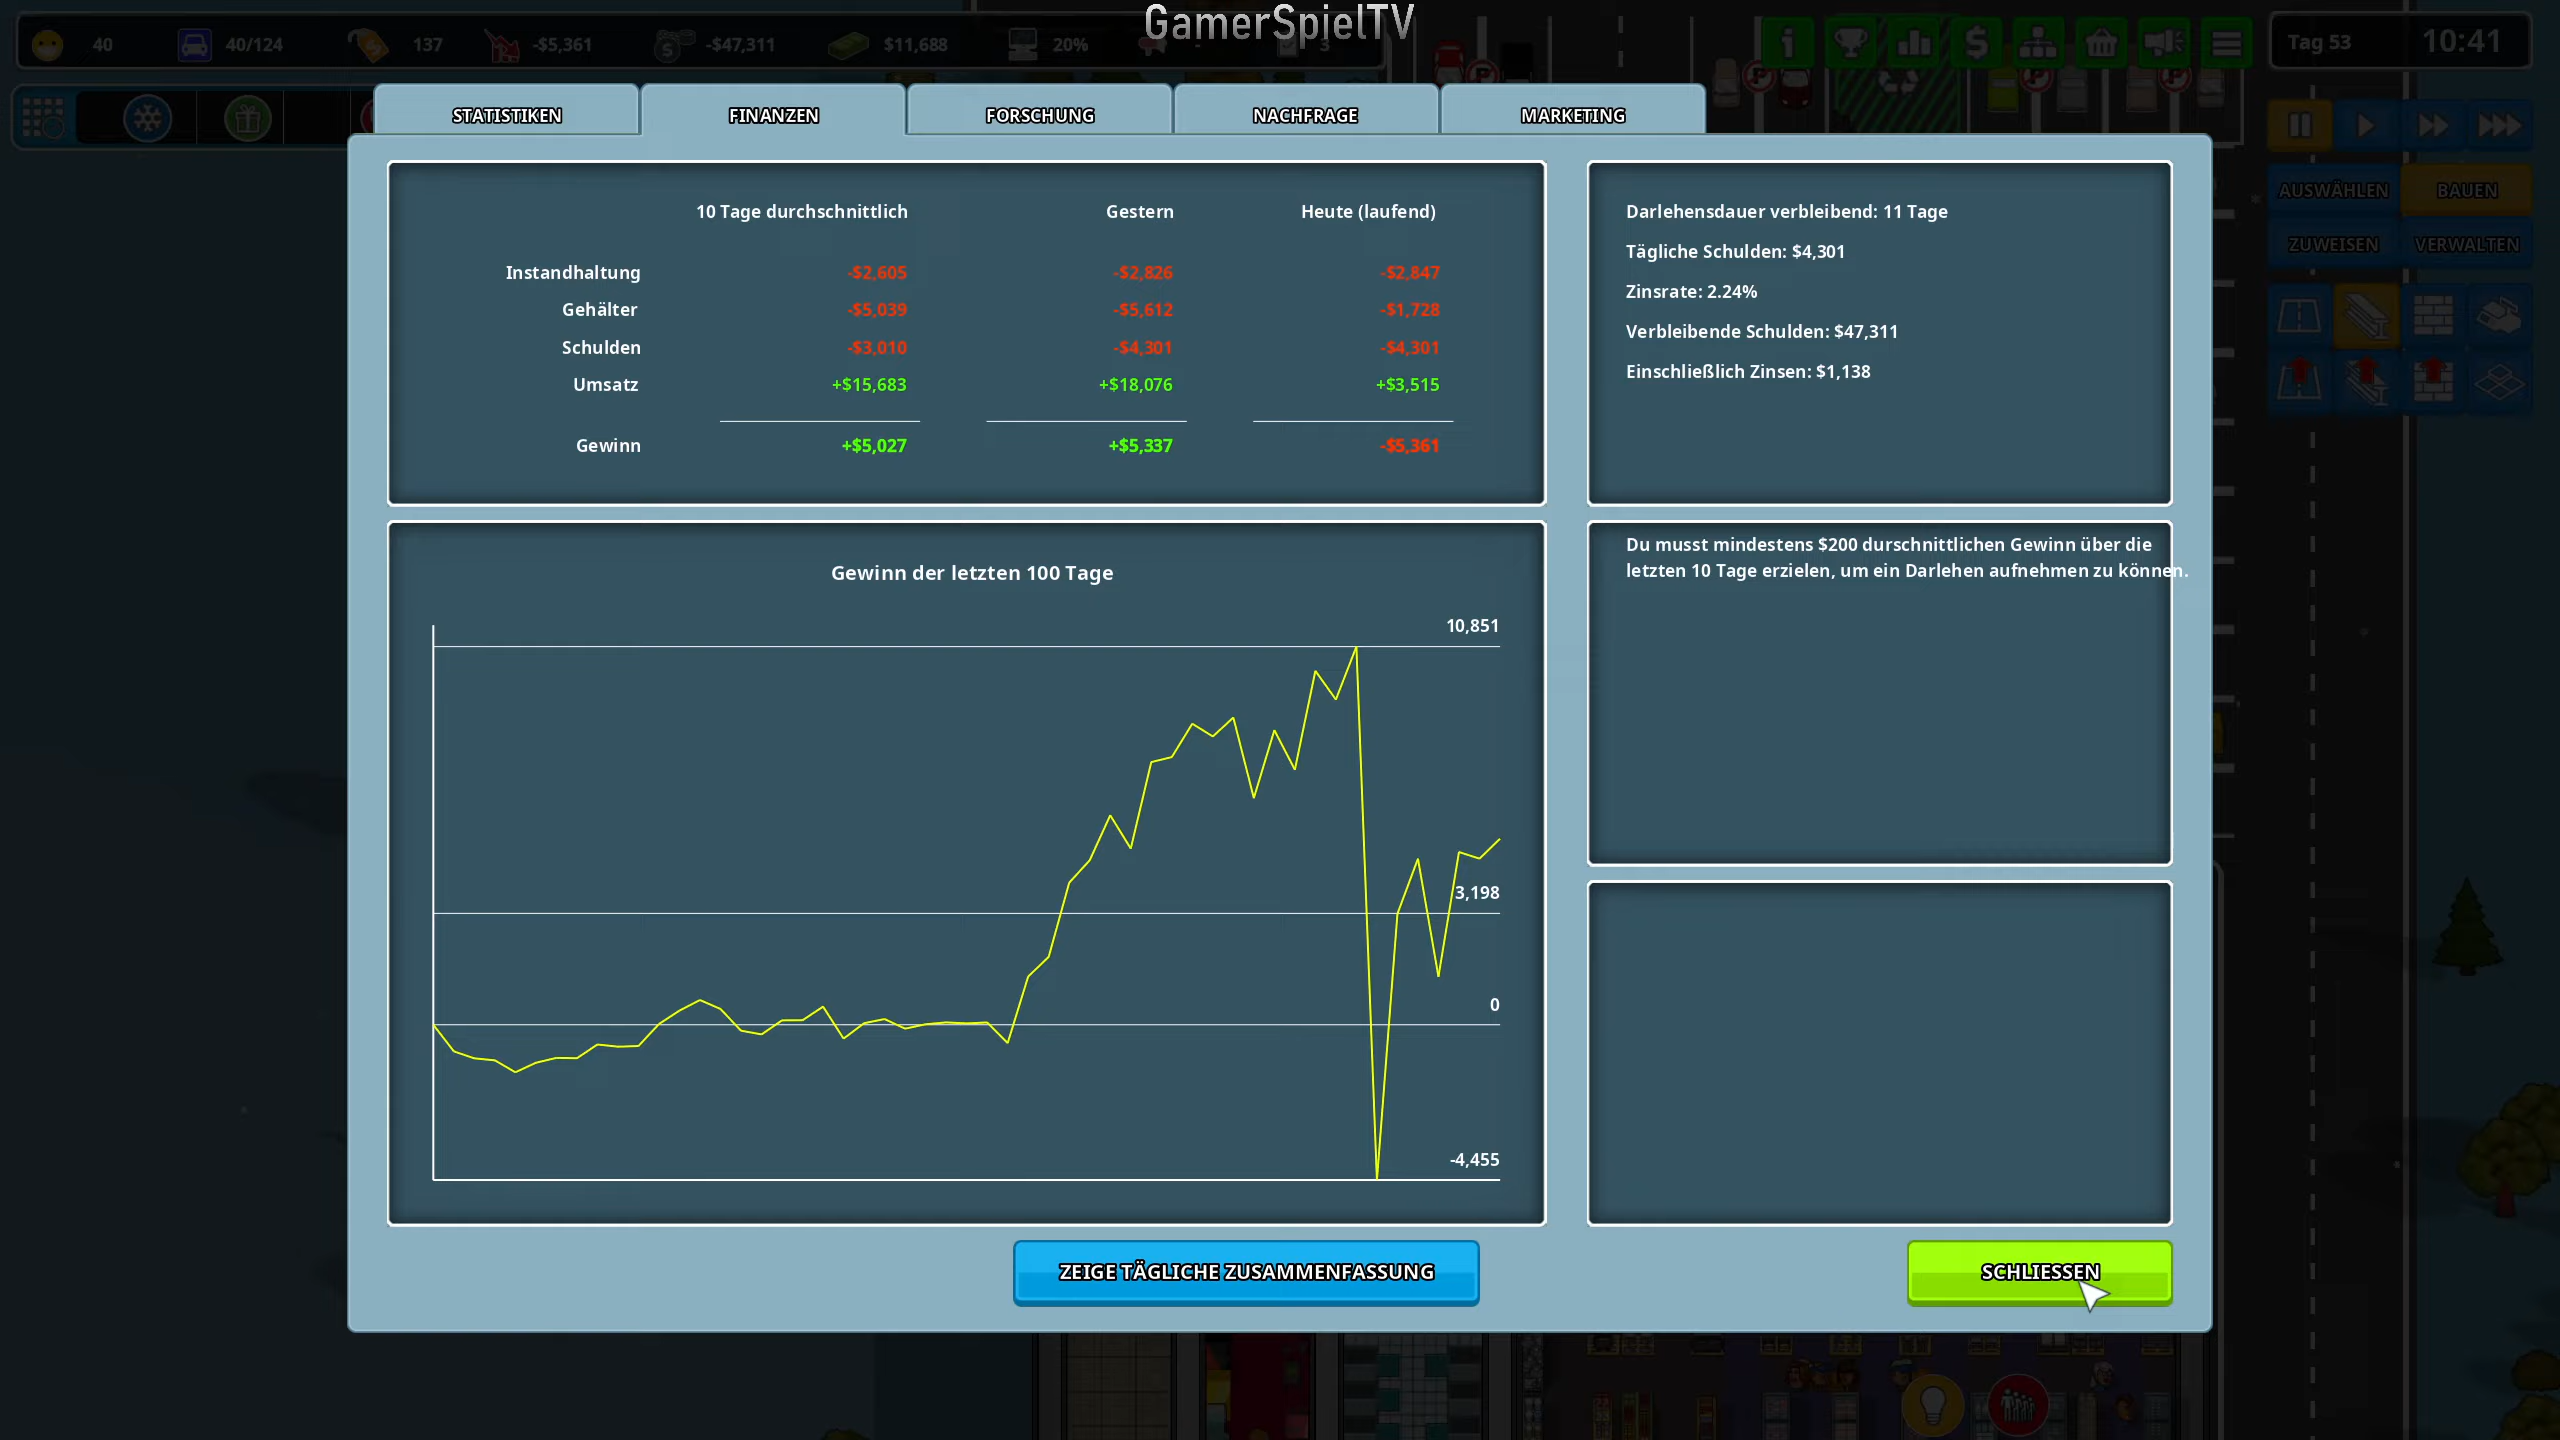 GamerSpielTV
40 40/124 137 -$5,361 -$47,311 $11,688 20% - 3
Tag 53 10:41
STATISTIKEN FINANZEN FORSCHUNG NACHFRAGE MARKETING
AUSWÄHLEN BAUEN
ZUWEISEN VERWALTEN
10 Tage durchschnittlich Gestern Heute (laufend)
Instandhaltung -$2,605 -$2,826 -$2,847
Gehälter -$5,039 -$5,612 -$1,728
Schulden -$3,010 -$4,301 -$4,301
Umsatz +$15,683 +$18,076 +$3,515
Gewinn +$5,027 +$5,337 -$5,361
Darlehensdauer verbleibend: 11 Tage
Tägliche Schulden: $4,301
Zinsrate: 2.24%
Verbleibende Schulden: $47,311
Einschließlich Zinsen: $1,138
Du musst mindestens $200 durschnittlichen Gewinn über die
letzten 10 Tage erzielen, um ein Darlehen aufnehmen zu können.
Gewinn der letzten 100 Tage
10,851
3,198
0
-4,455
ZEIGE TÄGLICHE ZUSAMMENFASSUNG
SCHLIESSEN